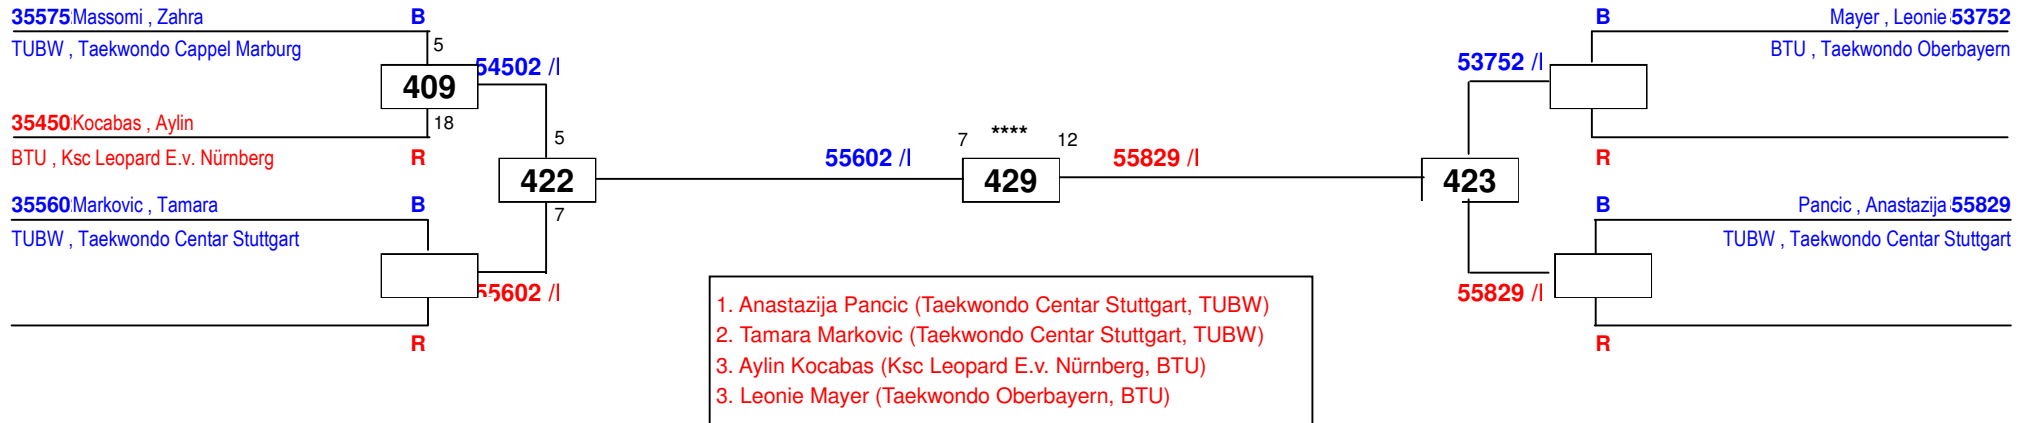 35575 Massomi , Zahra B
TUBW , Taekwondo Cappel Marburg
5
409
54502 /I
18
35450 Kocabas , Aylin
BTU , Ksc Leopard E.v. Nürnberg R
35560 Markovic , Tamara B
TUBW , Taekwondo Centar Stuttgart
55602 /I
R
5
422
7
55602 /I
7 **** 12
429
55829 /I
423
53752 /I
B Mayer , Leonie 53752
BTU , Taekwondo Oberbayern
R
B Pancic , Anastazija 55829
TUBW , Taekwondo Centar Stuttgart
55829 /I
R
1. Anastazija Pancic (Taekwondo Centar Stuttgart, TUBW)
2. Tamara Markovic (Taekwondo Centar Stuttgart, TUBW)
3. Aylin Kocabas (Ksc Leopard E.v. Nürnberg, BTU)
3. Leonie Mayer (Taekwondo Oberbayern, BTU)